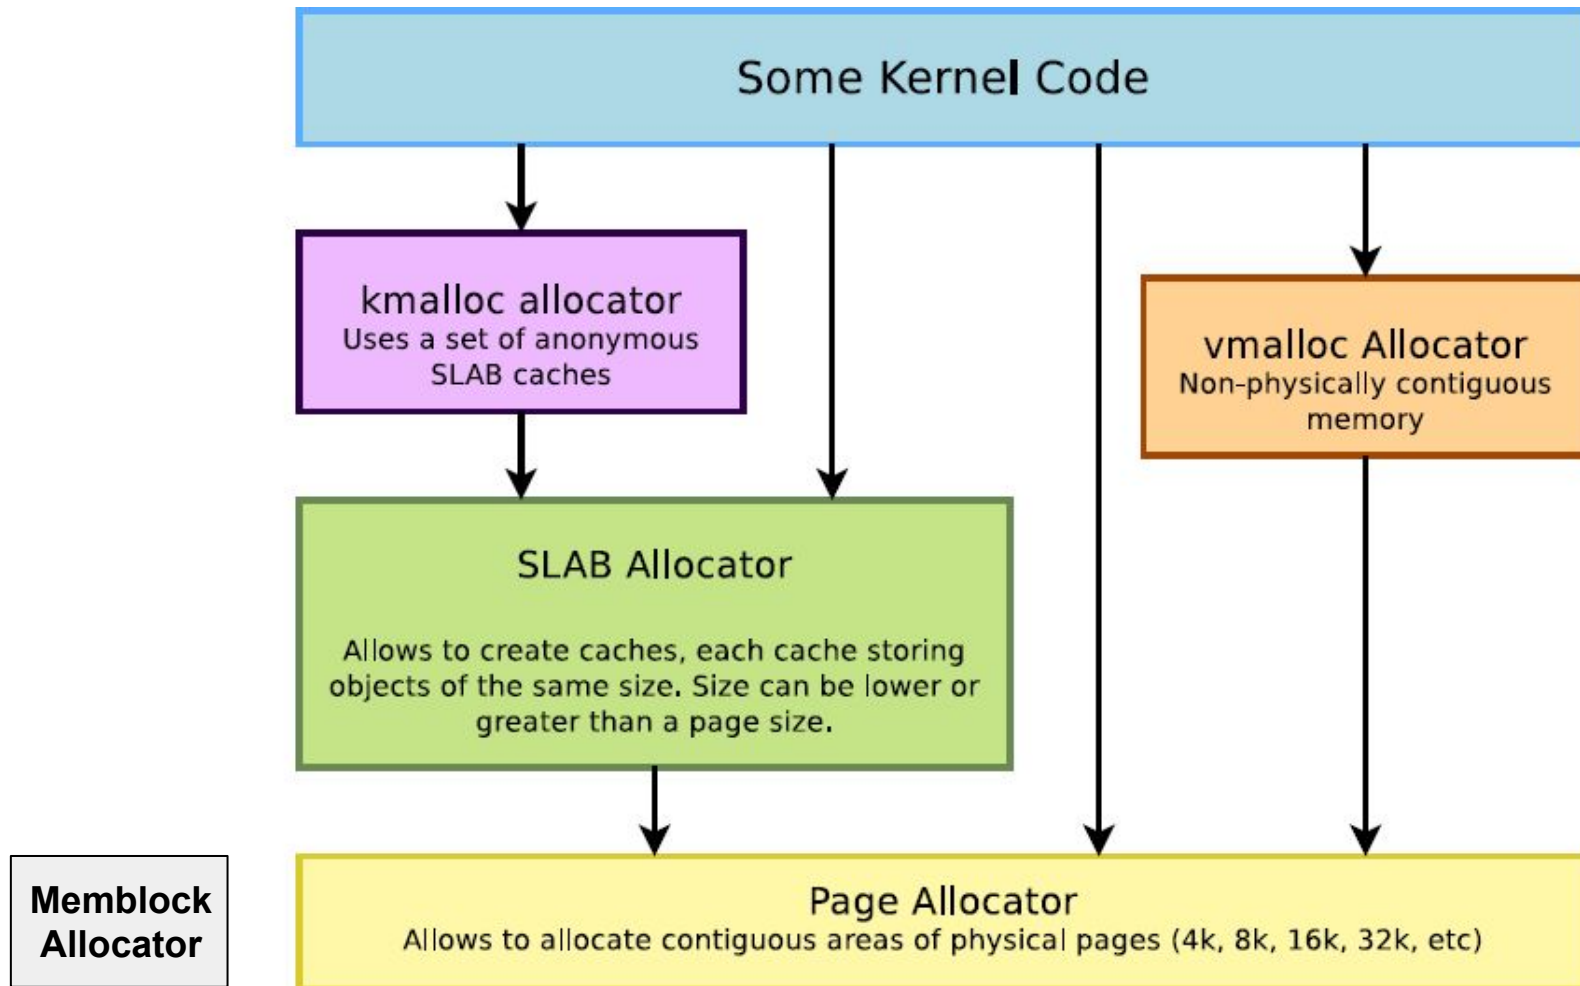 Some Kernel Code
kmalloc allocator
Uses a set of anonymous
SLAB caches
vmalloc Allocator
Non-physically contiguous
memory
SLAB Allocator
Allows to create caches, each cache storing
objects of the same size. Size can be lower or
greater than a page size.
Memblock
Allocator
Page Allocator
Allows to allocate contiguous areas of physical pages (4k, 8k, 16k, 32k, etc)